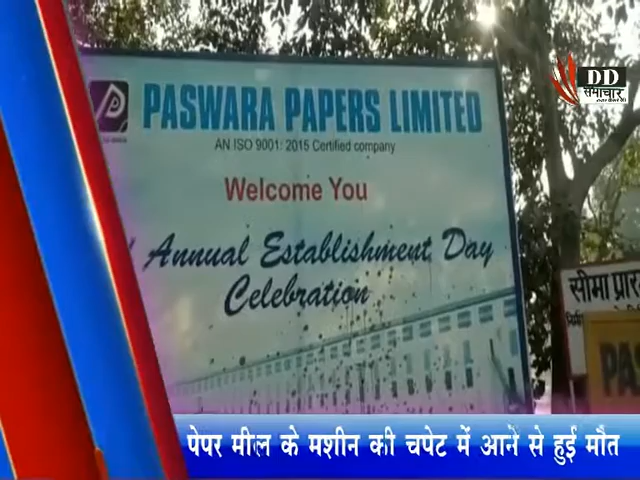 PASWARA PAPERS LIMITED
AN ISO 9001: 2015 Certified company
Welcome You
Annual Establishment Day
Celebration
DD
समाचार
सीमा प्रार
PAS
पेपर मील के मशीन की चपेट में आने से हुई मौत